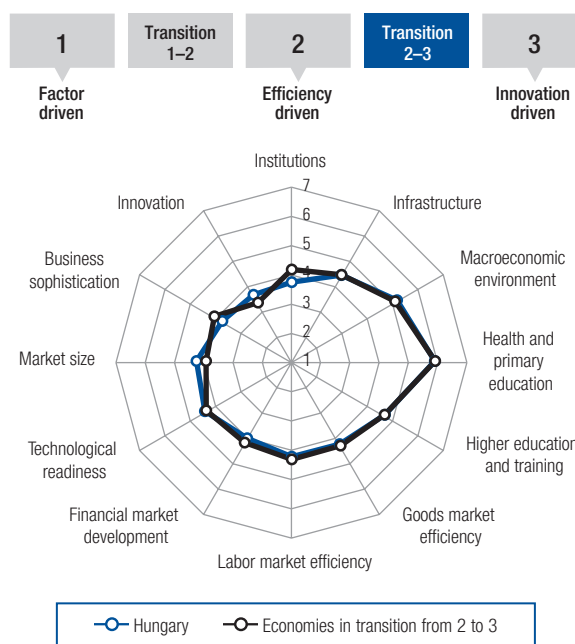 1
Transition
1–2
2
Transition
2–3
3
Factor
driven
Efficiency
driven
Innovation
driven
Institutions
7
6
5
4
3
2
1
Infrastructure
Macroeconomic
environment
Health and
primary
education
Higher education
and training
Goods market
efficiency
Labor market efficiency
Financial market
development
Technological
readiness
Market size
Business
sophistication
Innovation
Hungary
Economies in transition from 2 to 3